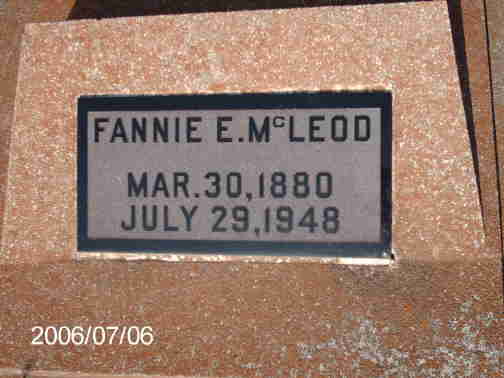 FANNIE E. McLEOD
MAR. 30, 1880
JULY 29, 1948
2006/07/06